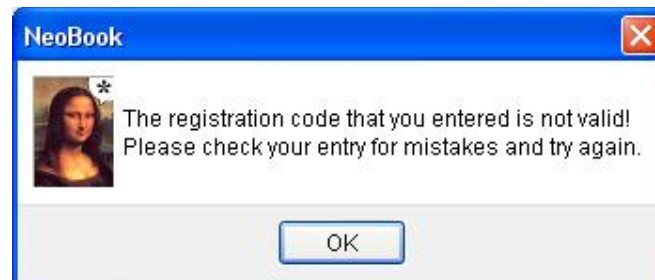 NeoBook
The registration code that you entered is not valid!
Please check your entry for mistakes and try again.
OK